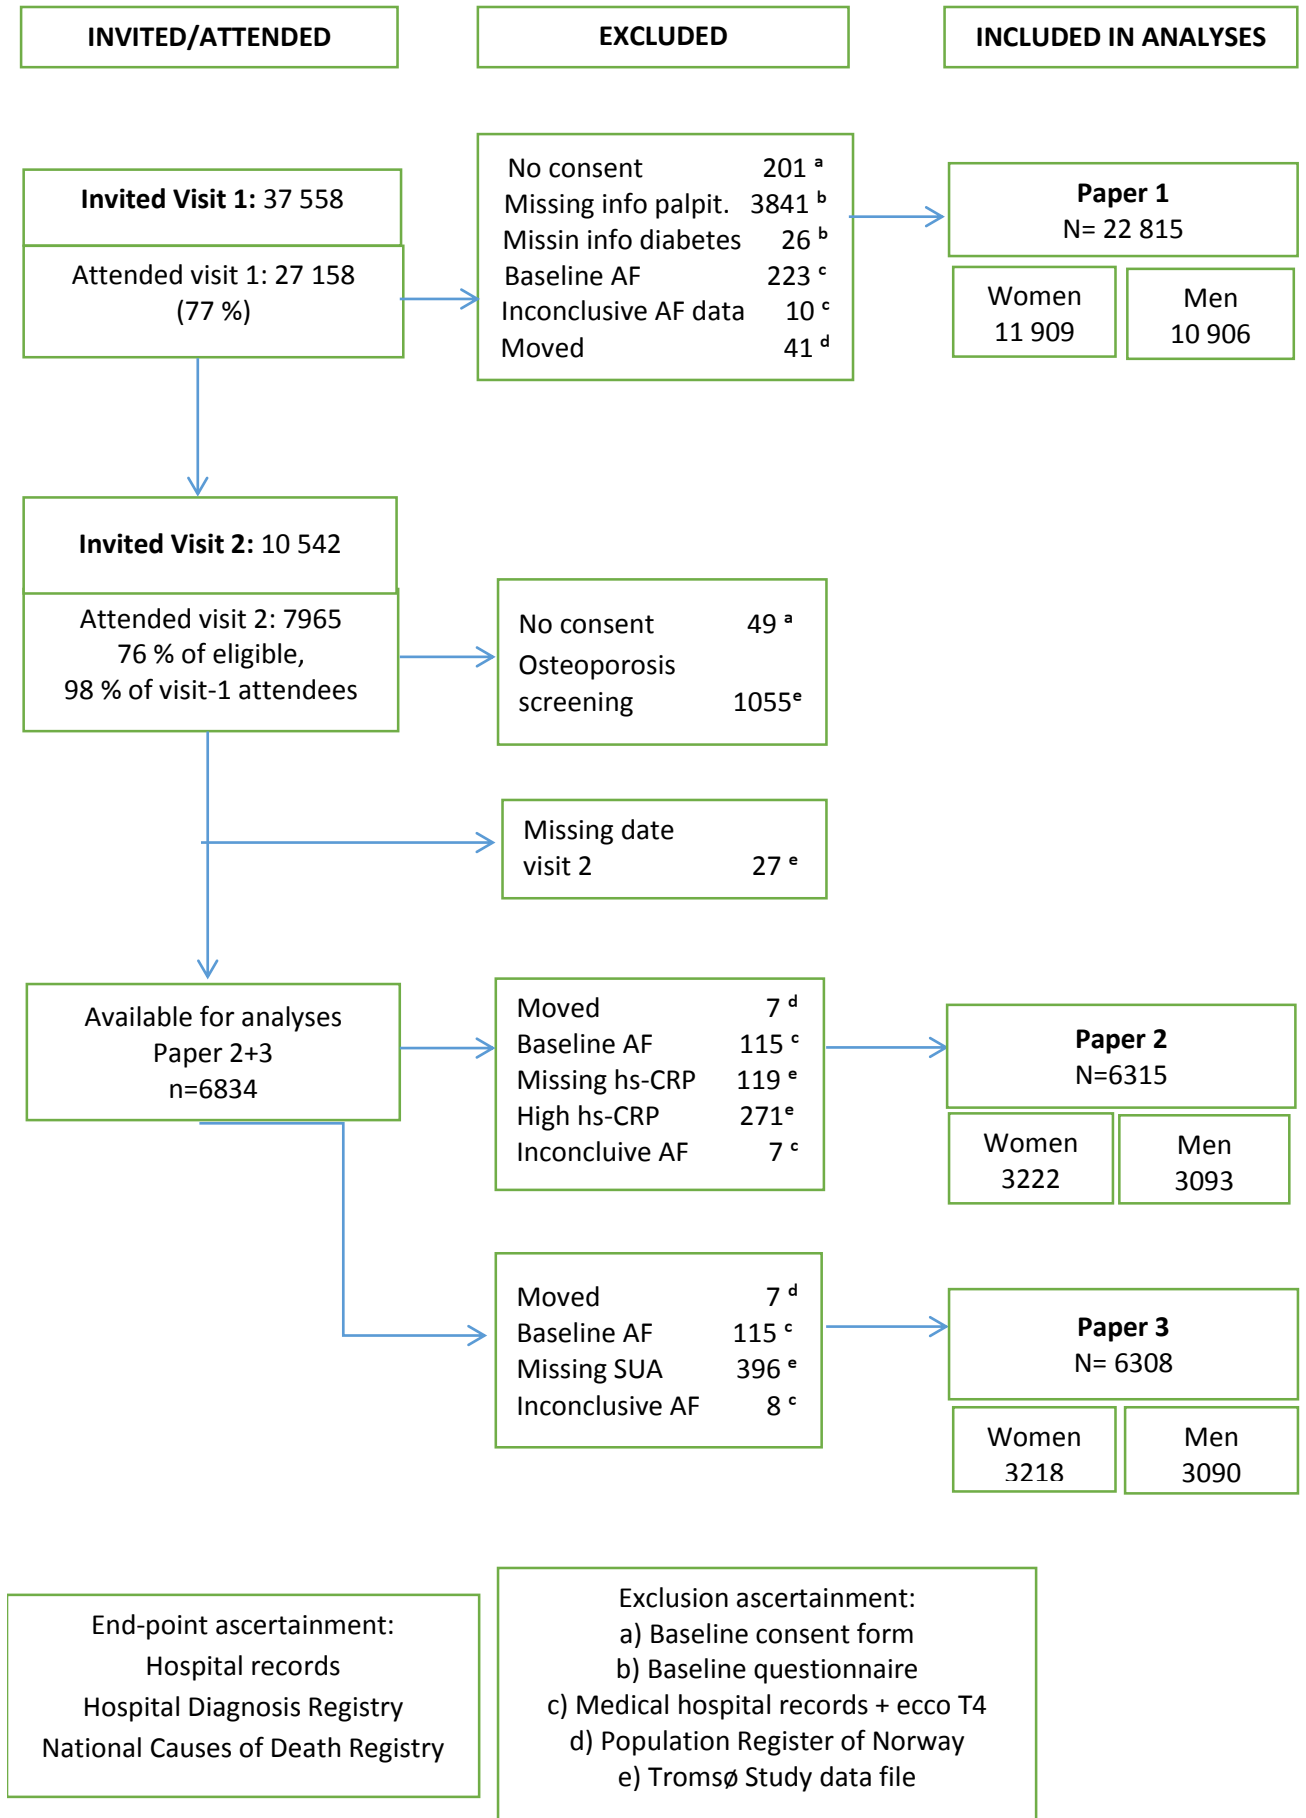 INVITED/ATTENDED
EXCLUDED
INCLUDED IN ANALYSES
Invited Visit 1: 37 558
Attended visit 1: 27 158
(77 %)
No consent 201 ᵃ
Missing info palpit. 3841 ᵇ
Missin info diabetes 26 ᵇ
Baseline AF 223 ᶜ
Inconclusive AF data 10 ᶜ
Moved 41 ᵈ
Paper 1
N= 22 815
Women
11 909
Men
10 906
Invited Visit 2: 10 542
Attended visit 2: 7965
76 % of eligible,
98 % of visit-1 attendees
No consent 49 ᵃ
Osteoporosis
screening 1055ᵉ
Missing date
visit 2 27 ᵉ
Available for analyses
Paper 2+3
n=6834
Moved 7 ᵈ
Baseline AF 115 ᶜ
Missing hs-CRP 119 ᵉ
High hs-CRP 271ᵉ
Inconcluive AF 7 ᶜ
Paper 2
N=6315
Women
3222
Men
3093
Moved 7 ᵈ
Baseline AF 115 ᶜ
Missing SUA 396 ᵉ
Inconclusive AF 8 ᶜ
Paper 3
N= 6308
Women
3218
Men
3090
End-point ascertainment:
Hospital records
Hospital Diagnosis Registry
National Causes of Death Registry
Exclusion ascertainment:
a) Baseline consent form
b) Baseline questionnaire
c) Medical hospital records + ecco T4
d) Population Register of Norway
e) Tromsø Study data file